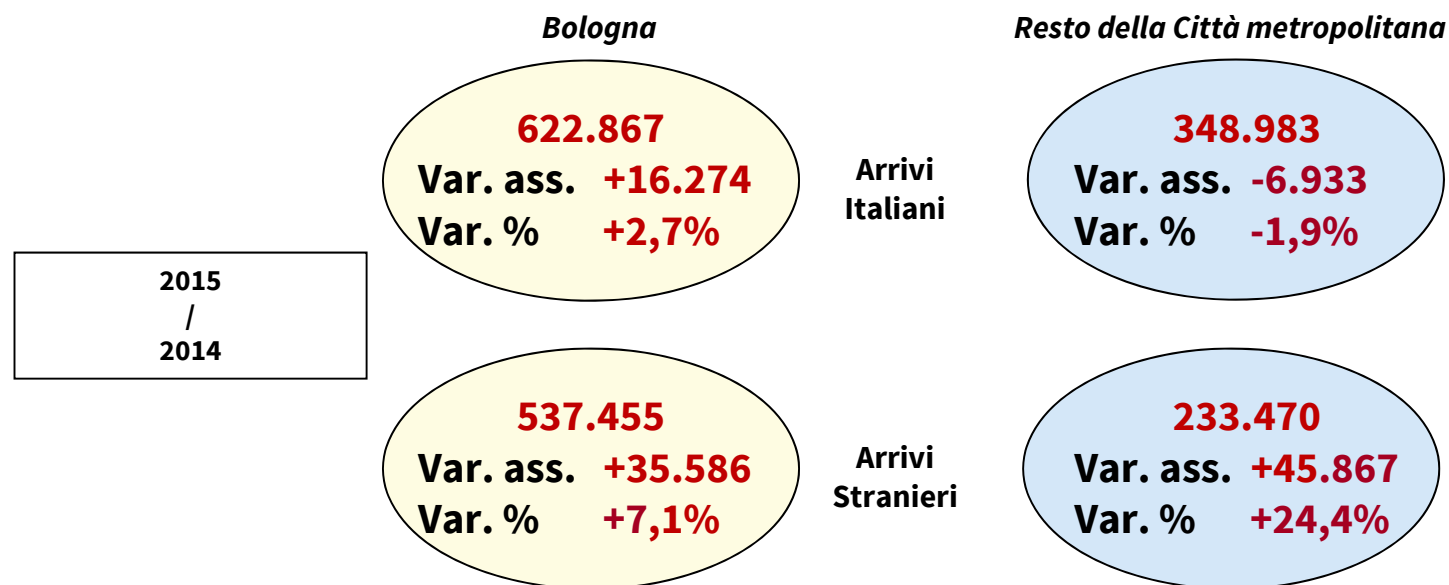 Bologna
Resto della Città metropolitana
622.867
Var. ass. +16.274
Var. % +2,7%
Arrivi
Italiani
348.983
Var. ass. -6.933
Var. % -1,9%
2015
/
2014
537.455
Var. ass. +35.586
Var. % +7,1%
Arrivi
Stranieri
233.470
Var. ass. +45.867
Var. % +24,4%